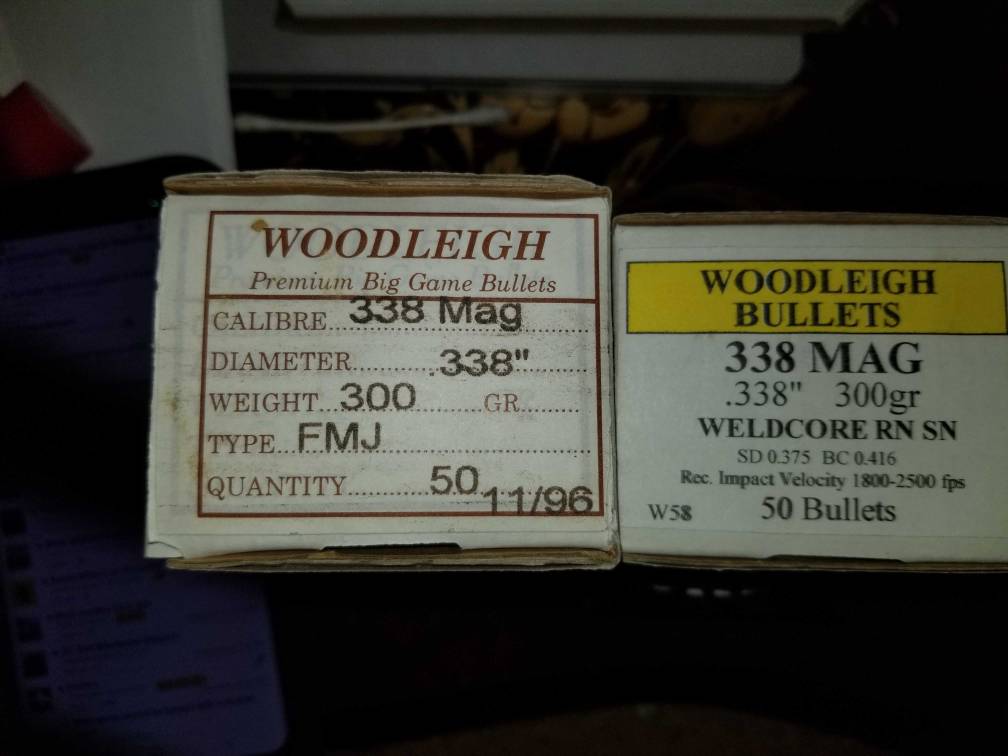 WOODLEIGH
Premium Big Game Bullets
CALIBRE...338 Mag
DIAMETER.....338"
WEIGHT...300 GR
TYPE...FMJ
QUANTITY...50
11/96
WOODLEIGH
BULLETS
338 MAG
.338" 300gr
WELDCORE RN SN
SD 0.375 BC 0.416
Rec. Impact Velocity 1800-2500 fps
W58 50 Bullets